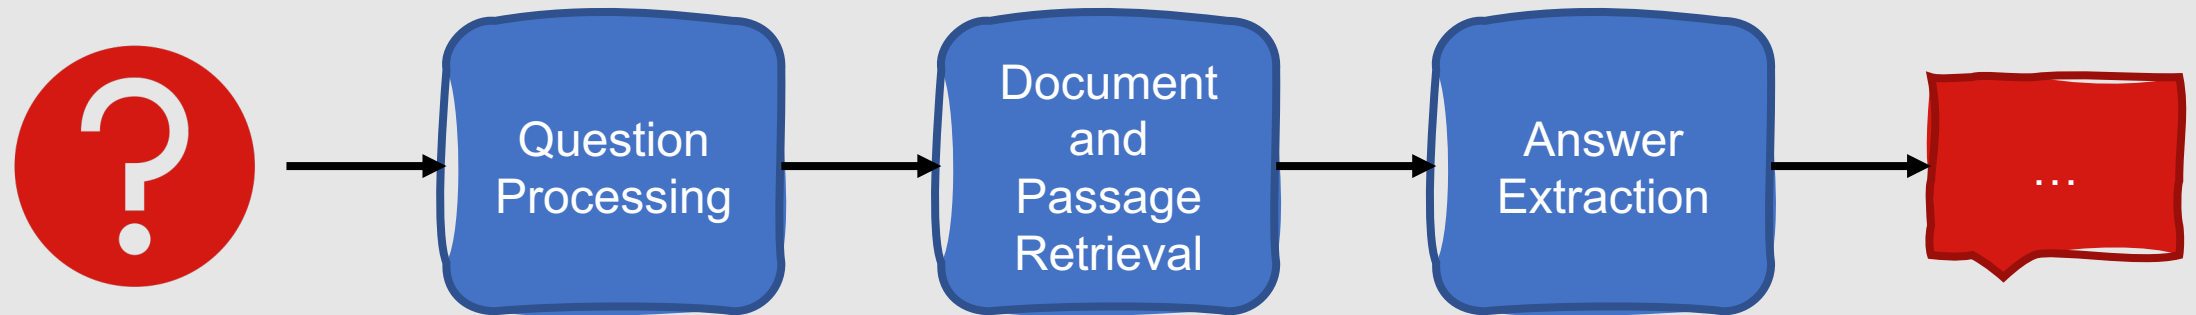 ?
Question
Processing
Document
and
Passage
Retrieval
Answer
Extraction
...